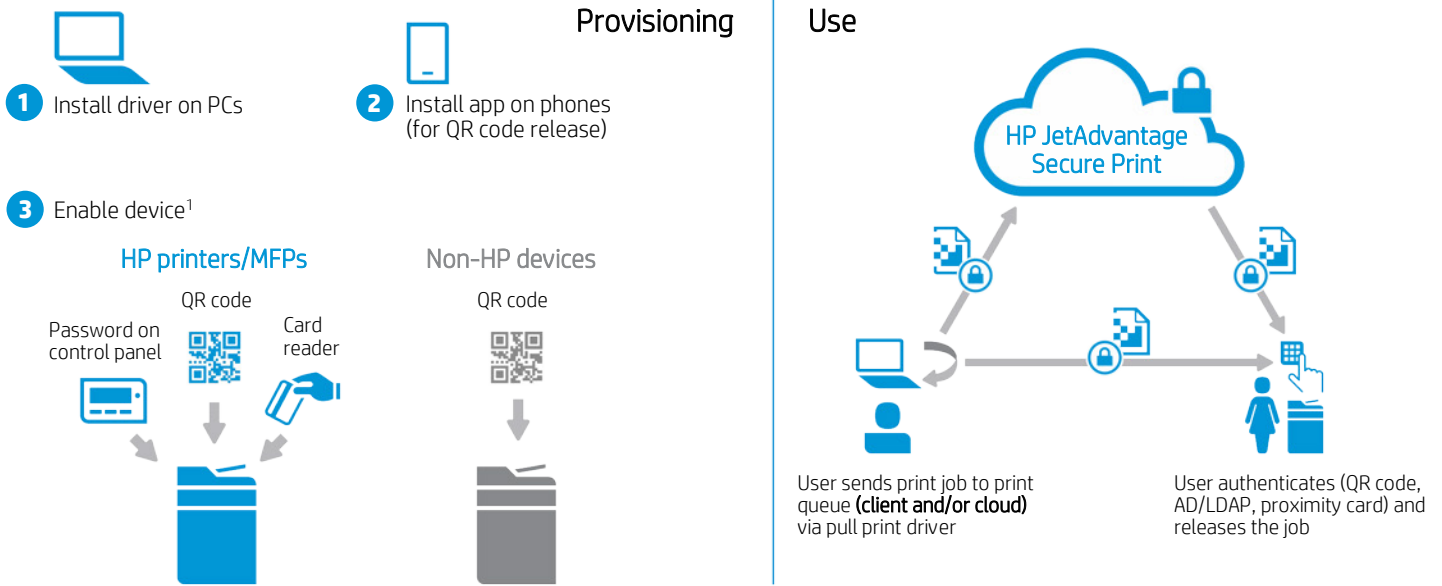 Provisioning
1 Install driver on PCs
2 Install app on phones
(for QR code release)
3 Enable device1
HP printers/MFPs
QR code
Password on
control panel
Card
reader
Non-HP devices
QR code
Use
HP JetAdvantage
Secure Print
User sends print job to print
queue (client and/or cloud)
via pull print driver
User authenticates (QR code,
AD/LDAP, proximity card) and
releases the job